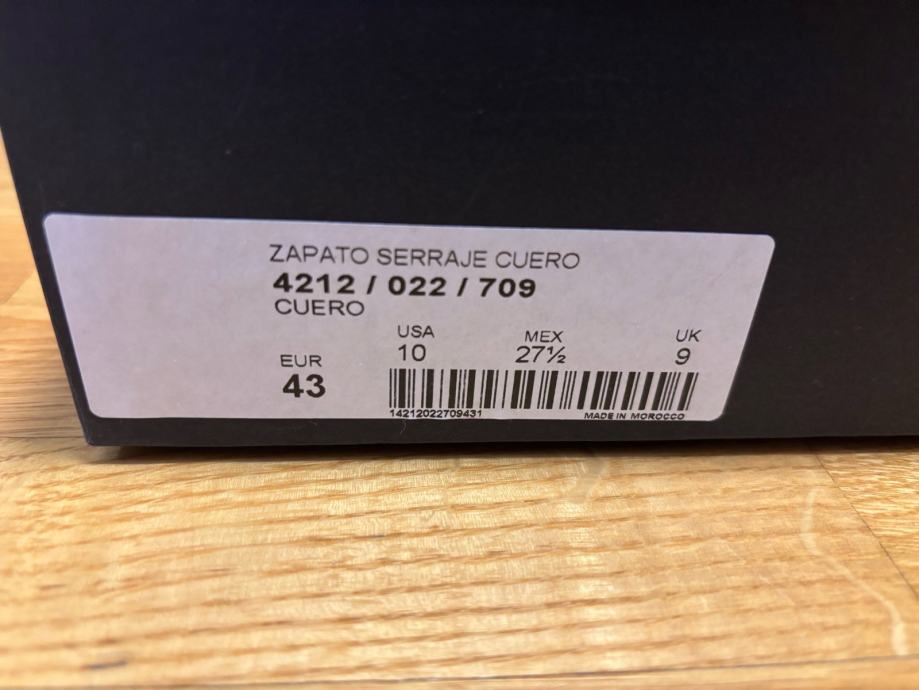 ZAPATO SERRAJE CUERO
4212 / 022 / 709
CUERO
USA MEX UK
10 27½ 9
EUR
43
14212022709431 MADE IN MOROCCO